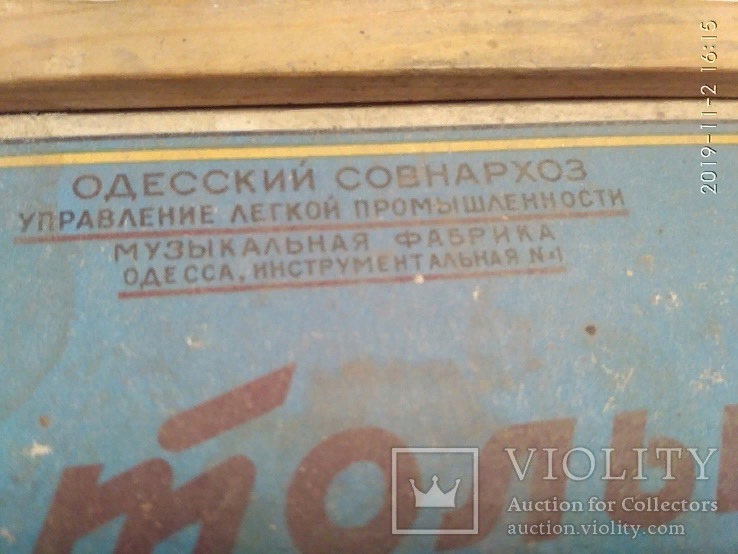 ОДЕССКИЙ СОВНАРХОЗ
УПРАВЛЕНИЕ ЛЕГКОЙ ПРОМЫШЛЕННОСТИ
МУЗЫКАЛЬНАЯ ФАБРИКА
ОДЕССА, ИНСТРУМЕНТАЛЬНАЯ №1
2019-11-2 16:15
VIOLITY
Auction for Collectors
auction.violity.com